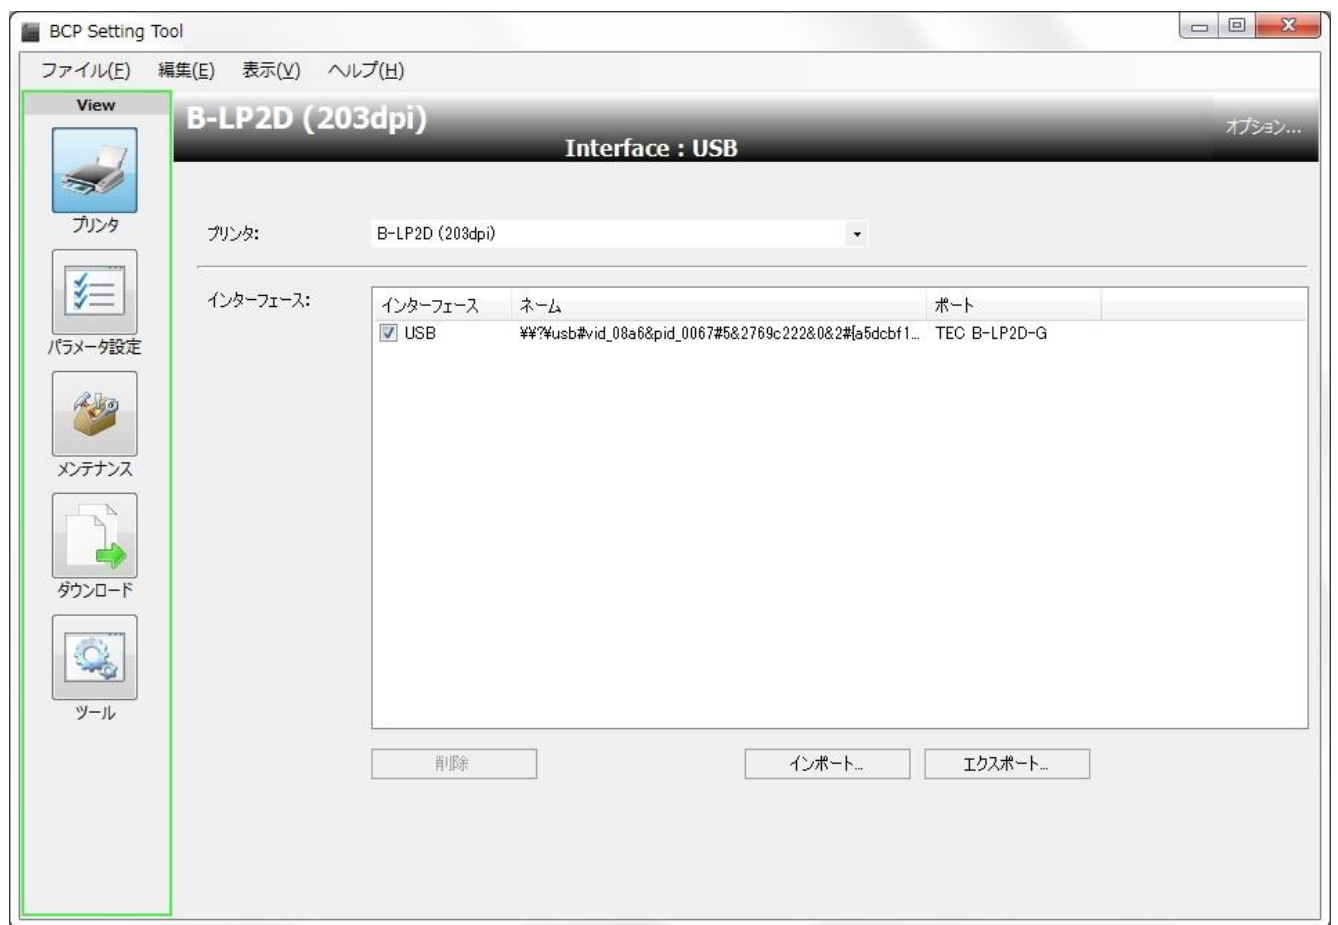 BCP Setting Tool
ファイル(F) 編集(E) 表示(V) ヘルプ(H)
View
B-LP2D (203dpi)
Interface : USB
オプション...
プリンタ
パラメータ設定
メンテナンス
ダウンロード
ツール
プリンタ:
B-LP2D (203dpi)
インターフェース:
インターフェース ネーム ポート
USB ¥¥?¥usb#vid_08a6&pid_0067#5&2769c222&0&2#{a5dcbf1... TEC B-LP2D-G
削除 インポート... エクスポート...